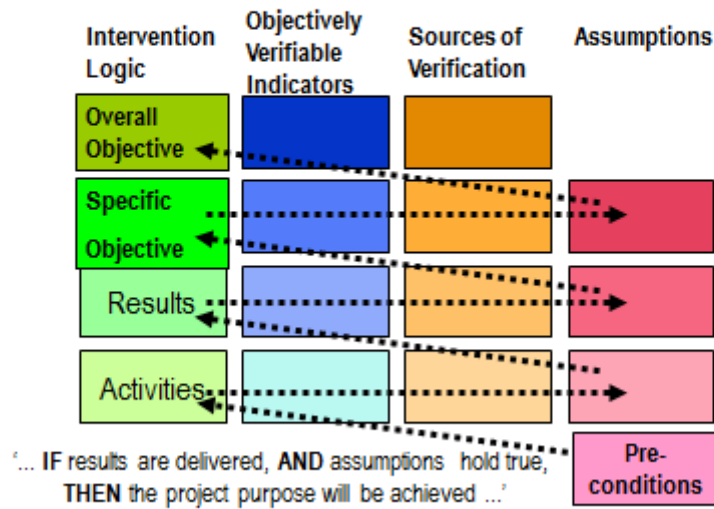 Intervention
Logic
Objectively
Verifiable
Indicators
Sources of
Verification
Assumptions
Overall
Objective
Specific
Objective
Results
Activities
Pre-
conditions
‘... IF results are delivered, AND assumptions hold true,
THEN the project purpose will be achieved ...’